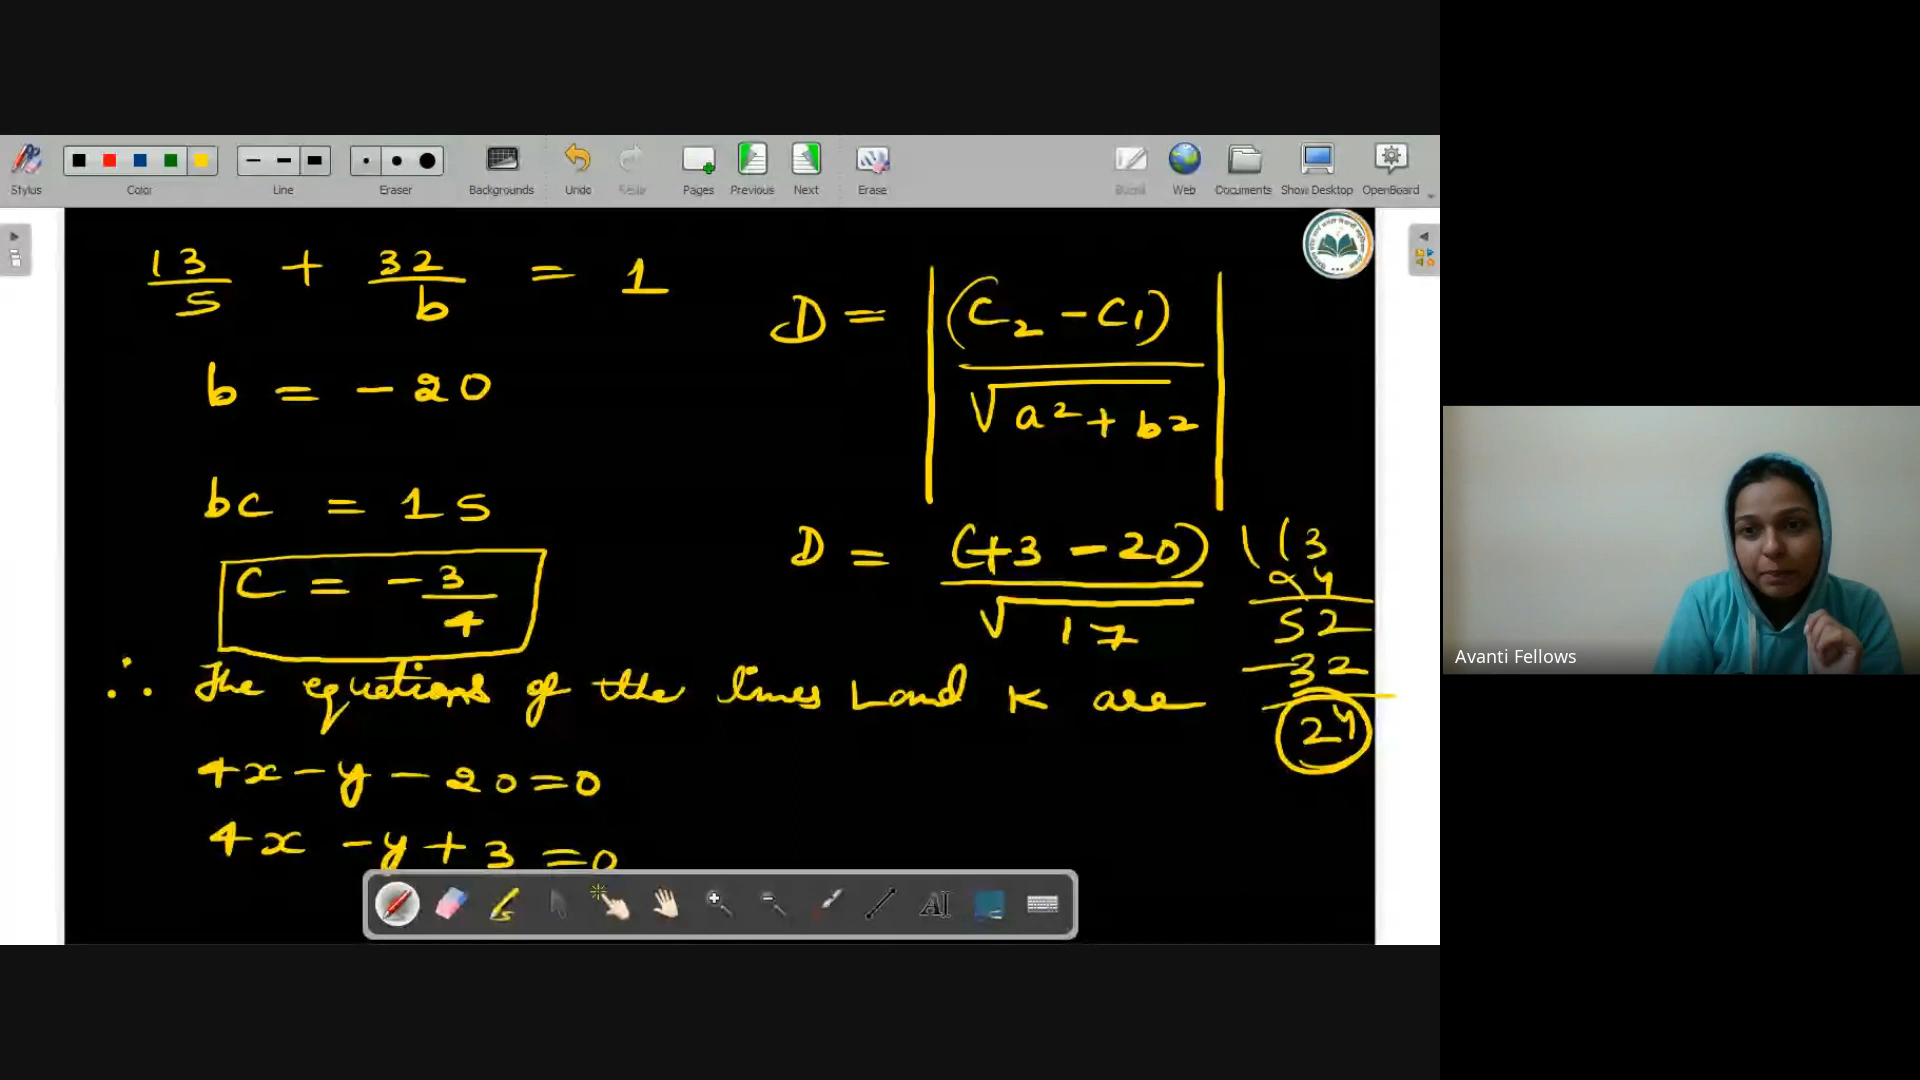 Stylus Color Line Eraser Backgrounds Undo Redo Pages Previous Next Erase Board Web Documents Show Desktop OpenBoard
13/5 + 32/b = 1
b = -20
bc = 15
C = -3/4
D = |(C₂ - C₁)/√a² + b²|
D = (+3 - 20)/√17
13
52
-32
24
∴ The equations of the lines L and K are
4x - y - 20 = 0
4x - y + 3 = 0
Avanti Fellows